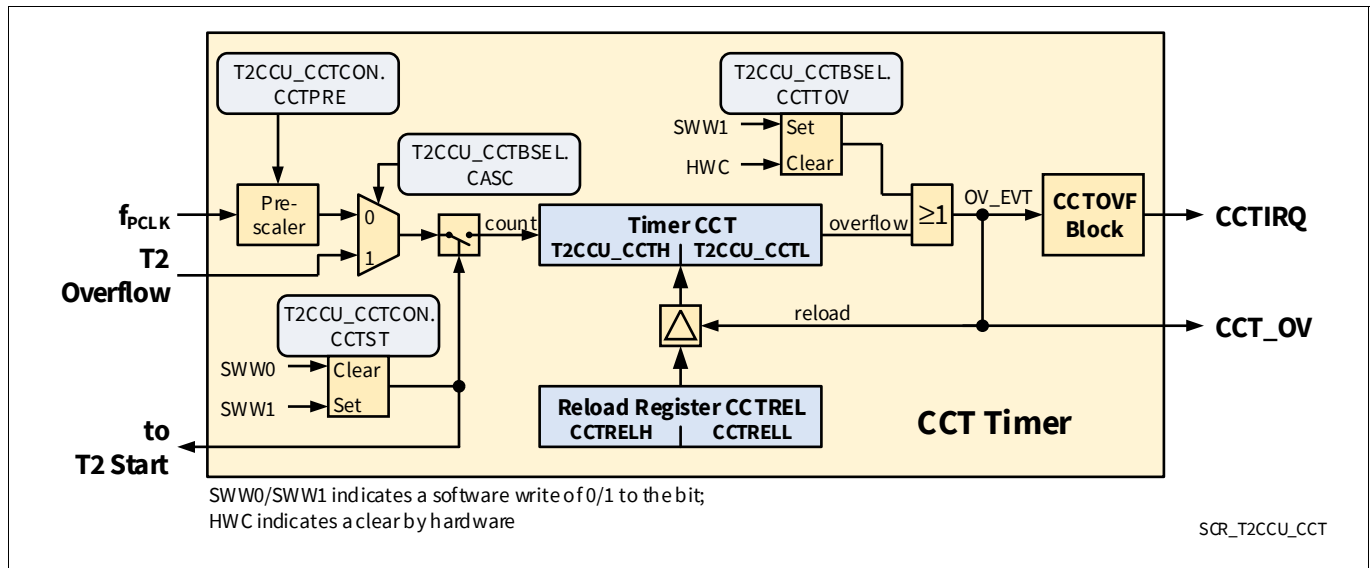 T2CCU_CCTCON.
CCTPRE
T2CCU_CCTBSEL.
CCTTOV
SWW1
Set
HWC
Clear
T2CCU_CCTBSEL.
CASC
fPCLK
Pre-
scaler
0
1
count
Timer CCT
T2CCU_CCTH
T2CCU_CCTL
overflow
≥1
OV_EVT
CCTOVF
Block
CCTIRQ
T2
Overflow
T2CCU_CCTCON.
CCTST
SWW0
Clear
SWW1
Set
reload
CCT_OV
Reload Register CCTREL
CCTRELH
CCTRELL
CCT Timer
to
T2 Start
SWW0/SWW1 indicates a software write of 0/1 to the bit;
HWC indicates a clear by hardware
SCR_T2CCU_CCT